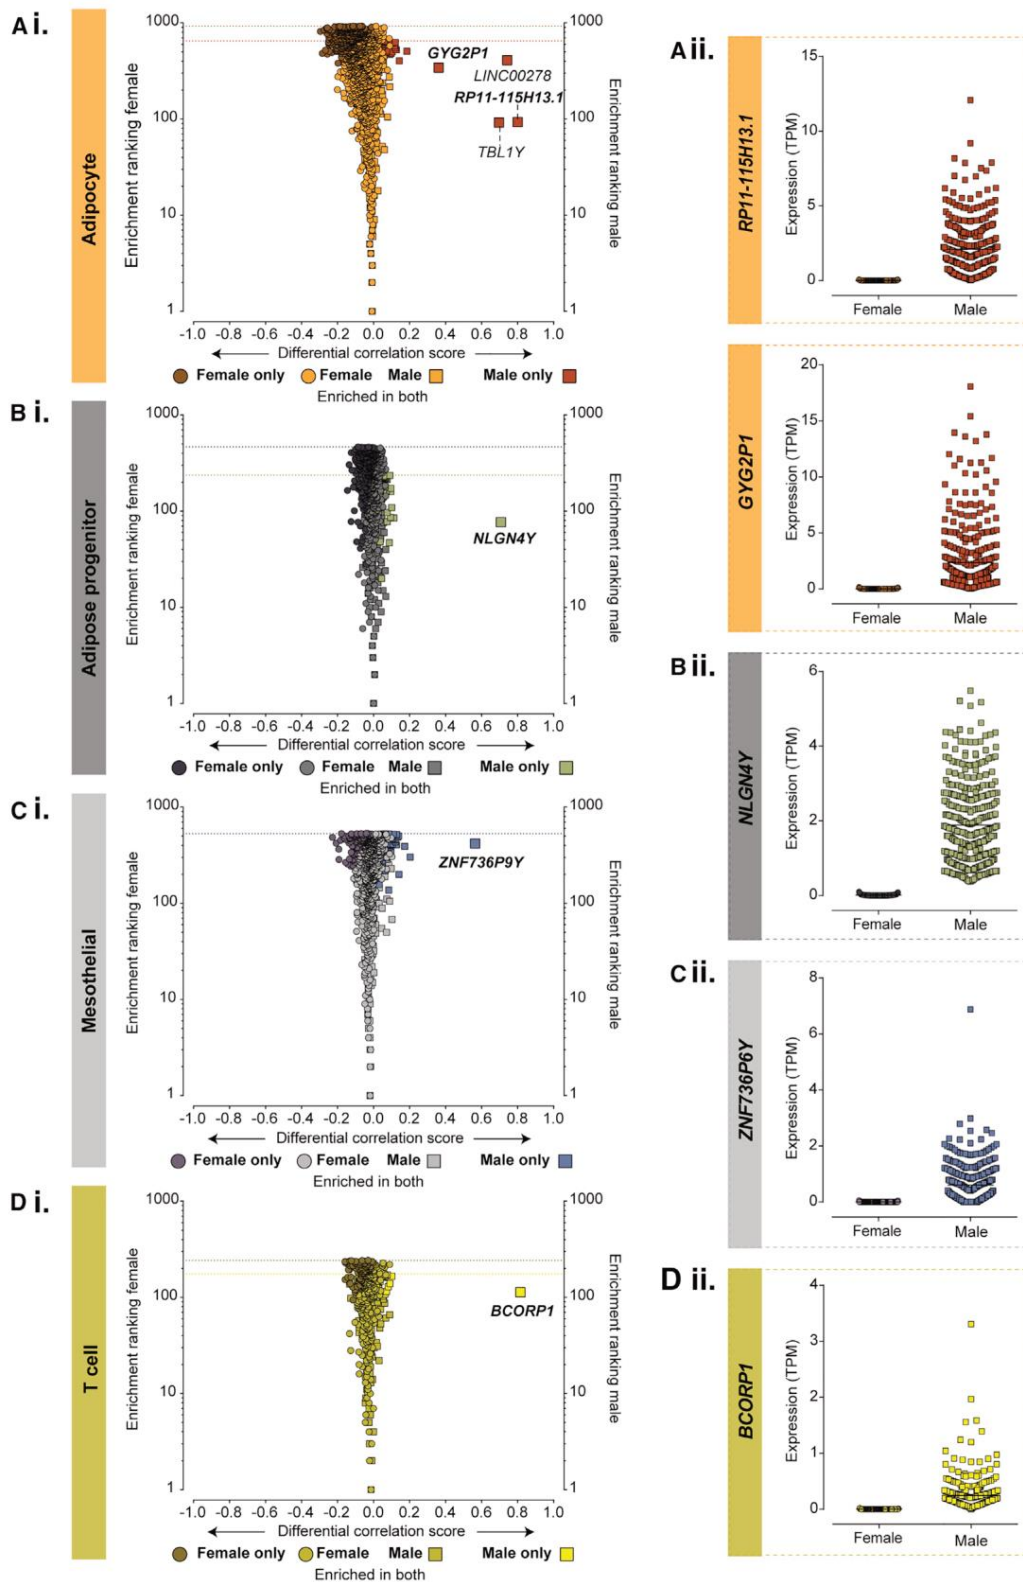 A i.
Adipocyte
Enrichment ranking female
1000
100
10
1
1000
100
10
1
Enrichment ranking male
GYG2P1
LINC00278
RP11-115H13.1
TBL1Y
-1.0 -0.8 -0.6 -0.4 -0.2 0.0 0.2 0.4 0.6 0.8 1.0
Differential correlation score
Female only Female Male Male only
Enriched in both
B i.
Adipose progenitor
Enrichment ranking female
1000
100
10
1
1000
100
10
1
Enrichment ranking male
NLGN4Y
-1.0 -0.8 -0.6 -0.4 -0.2 0.0 0.2 0.4 0.6 0.8 1.0
Differential correlation score
Female only Female Male Male only
Enriched in both
C i.
Mesothelial
Enrichment ranking female
1000
100
10
1
1000
100
10
1
Enrichment ranking male
ZNF736P9Y
-1.0 -0.8 -0.6 -0.4 -0.2 0.0 0.2 0.4 0.6 0.8 1.0
Differential correlation score
Female only Female Male Male only
Enriched in both
D i.
T cell
Enrichment ranking female
1000
100
10
1
1000
100
10
1
Enrichment ranking male
BCORP1
-1.0 -0.8 -0.6 -0.4 -0.2 0.0 0.2 0.4 0.6 0.8 1.0
Differential correlation score
Female only Female Male Male only
Enriched in both
A ii.
RP11-115H13.1
Expression (TPM)
15
10
5
0
Female Male
GYG2P1
Expression (TPM)
20
15
10
5
0
Female Male
B ii.
NLGN4Y
Expression (TPM)
6
4
2
0
Female Male
C ii.
ZNF736P6Y
Expression (TPM)
8
6
4
2
0
Female Male
D ii.
BCORP1
Expression (TPM)
4
3
2
1
0
Female Male